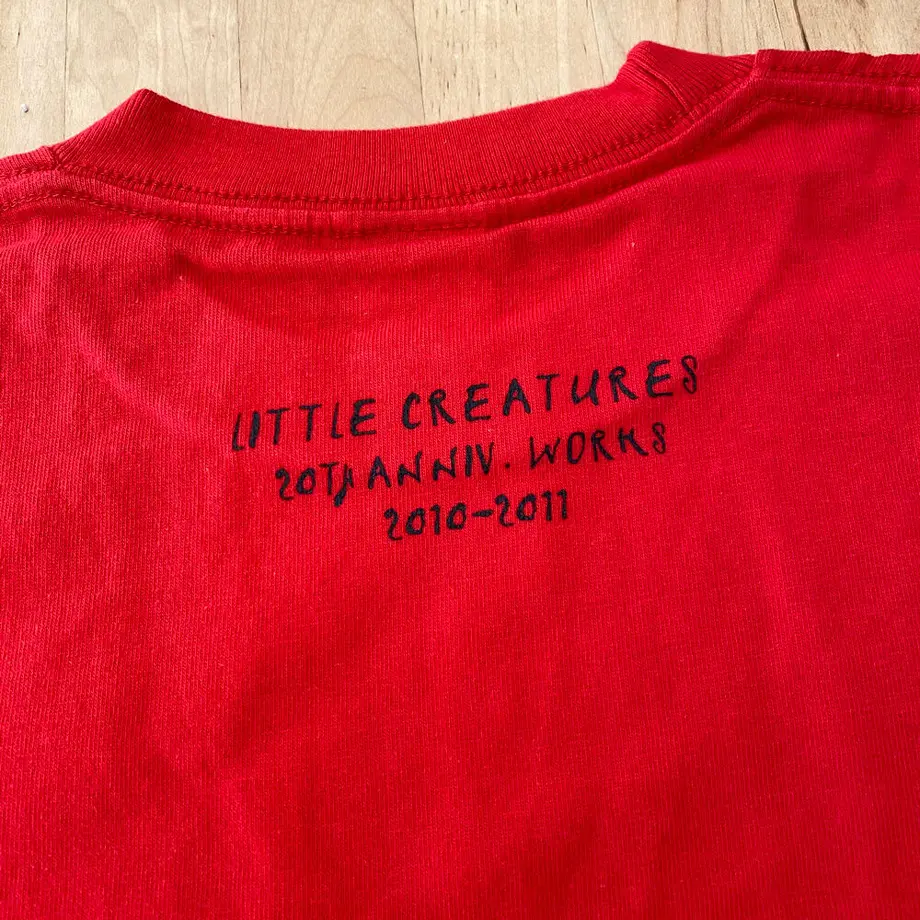 LITTLE CREATURES
20TH ANNIV. WORKS
2010-2011